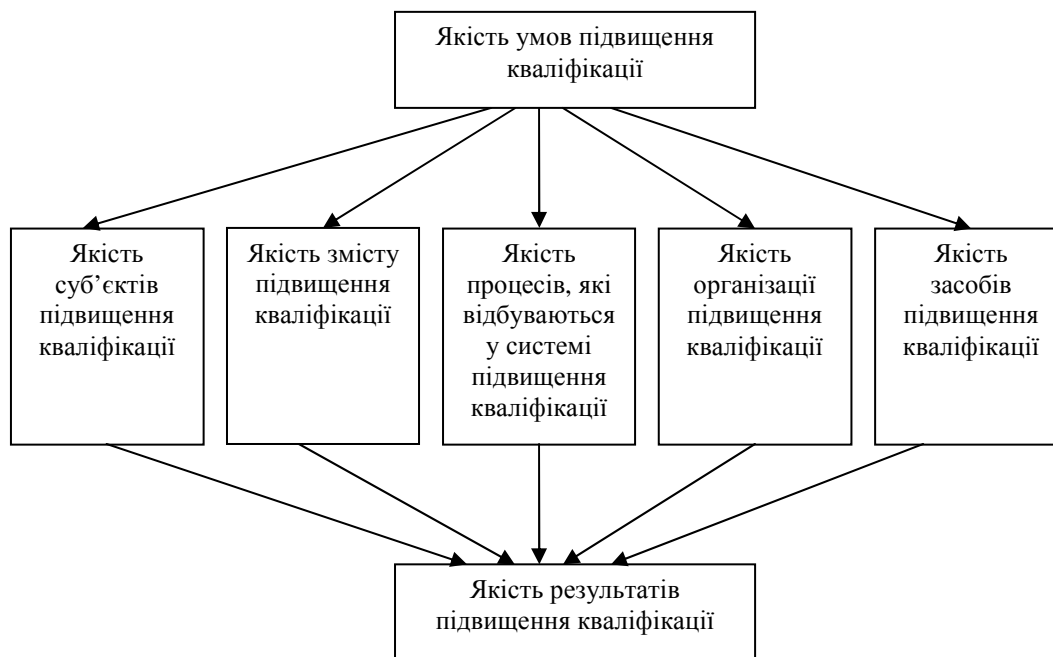 Якість умов підвищення
кваліфікації
Якість
суб’єктів
підвищення
кваліфікації
Якість змісту
підвищення
кваліфікації
Якість
процесів, які
відбуваються
у системі
підвищення
кваліфікації
Якість
організації
підвищення
кваліфікації
Якість
засобів
підвищення
кваліфікації
Якість результатів
підвищення кваліфікації